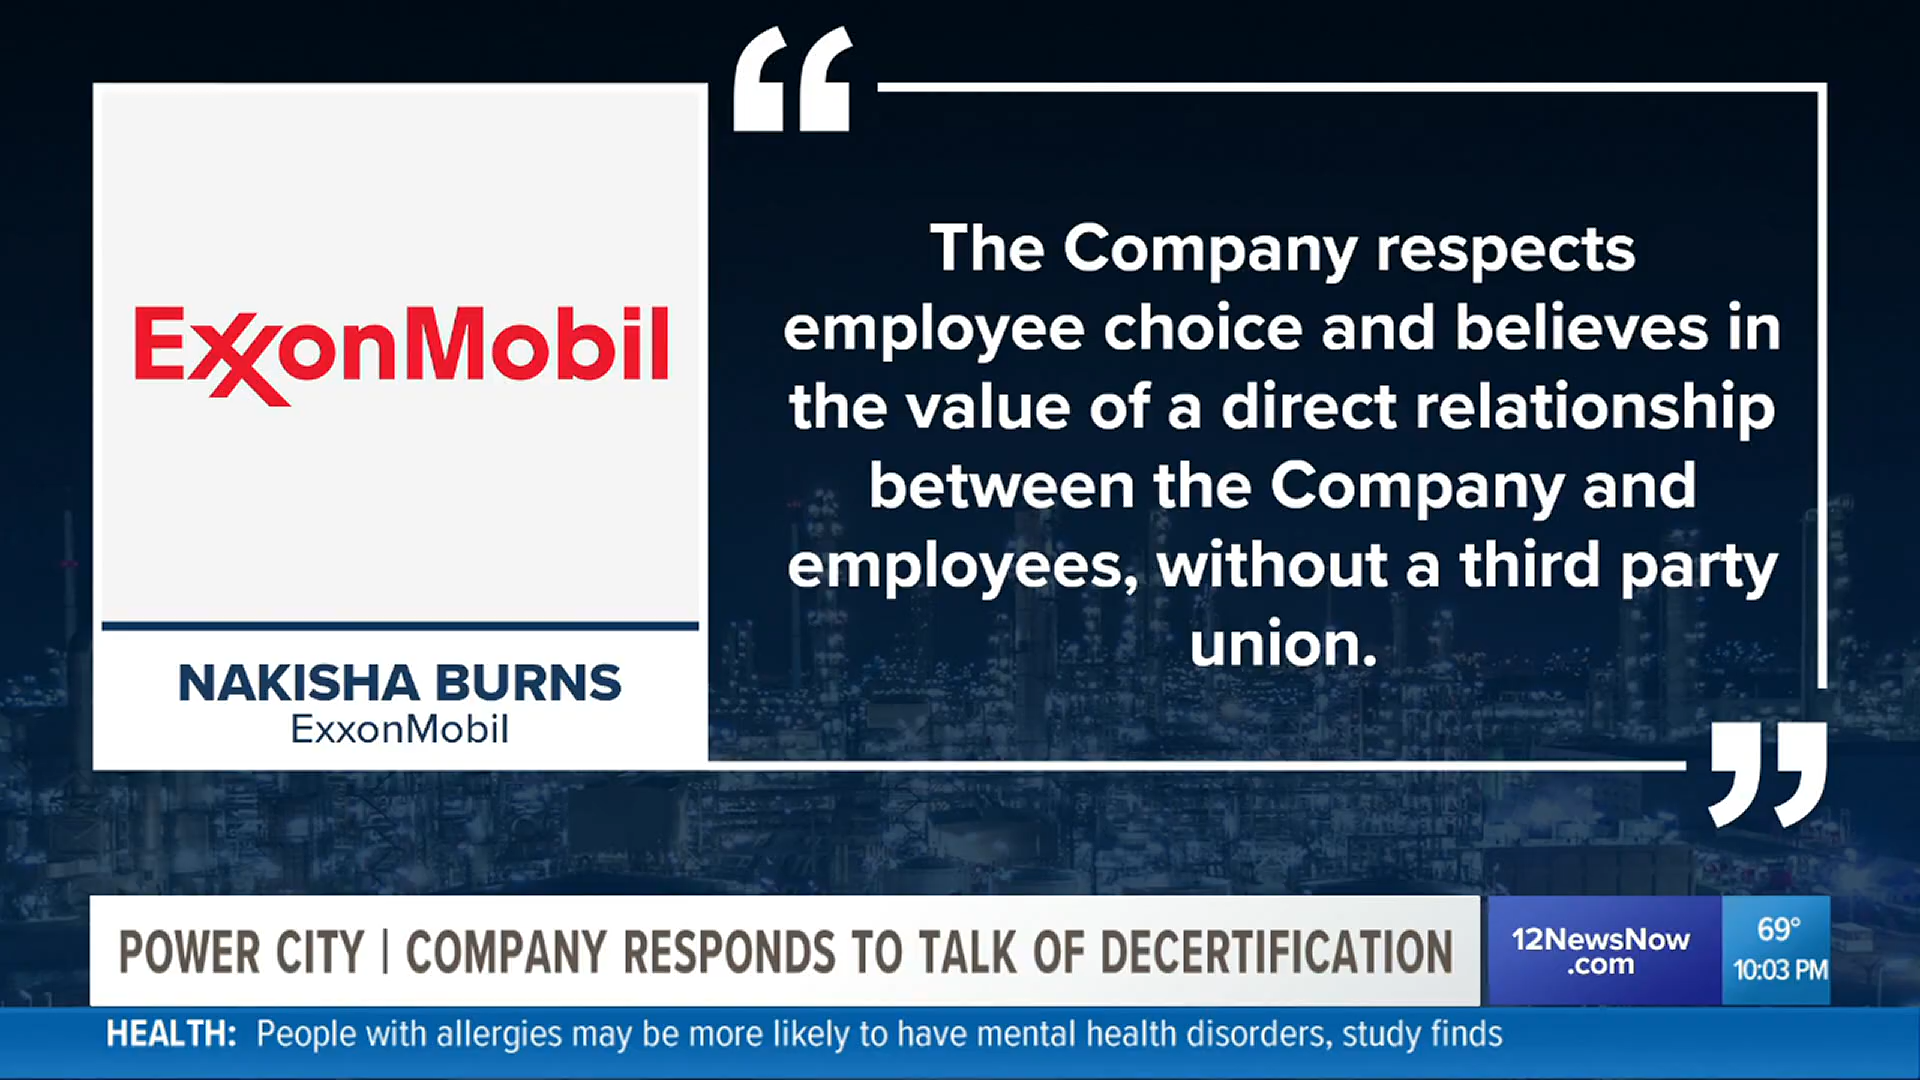 ExxonMobil
NAKISHA BURNS
ExxonMobil
“
The Company respects
employee choice and believes in
the value of a direct relationship
between the Company and
employees, without a third party
union.
”
POWER CITY | COMPANY RESPONDS TO TALK OF DECERTIFICATION
12NewsNow
.com
69°
10:03 PM
HEALTH: People with allergies may be more likely to have mental health disorders, study finds